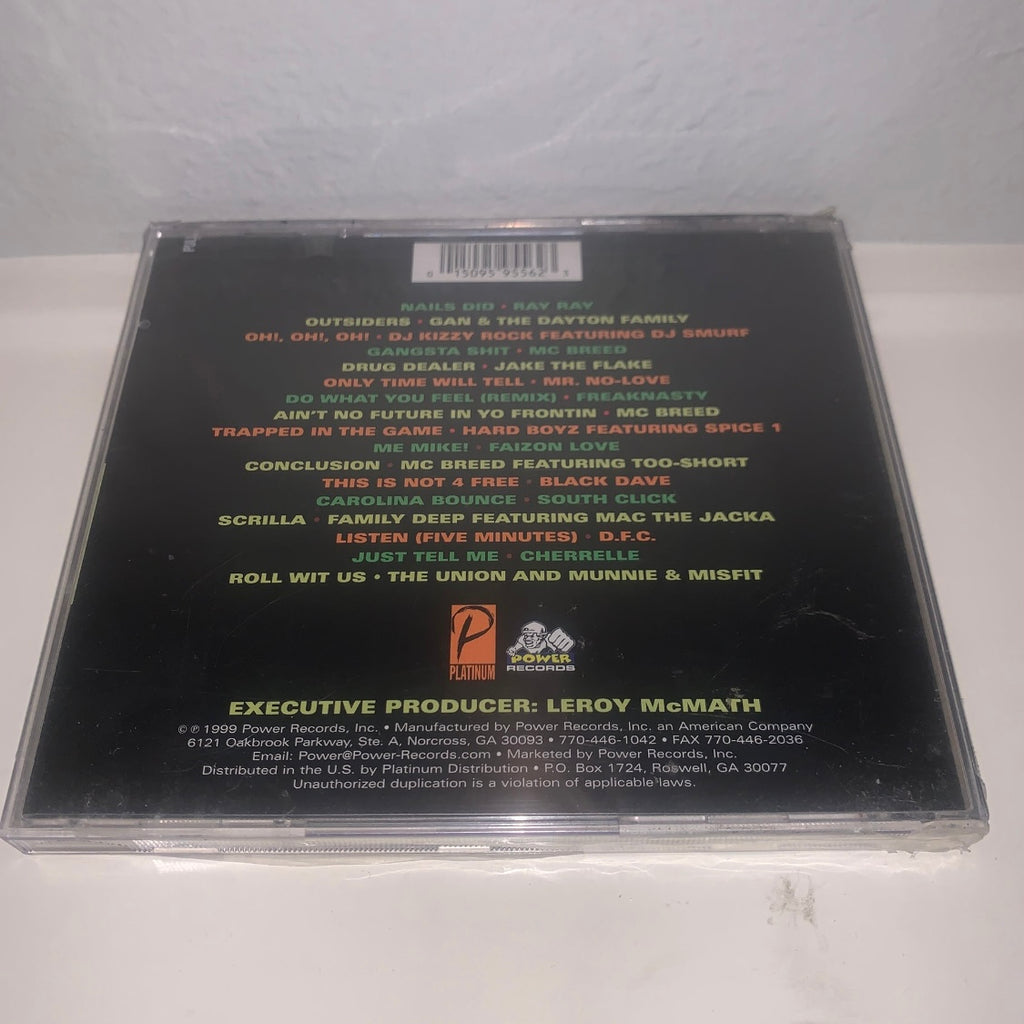 PUL
6 15095 95562 3
NAILS DID • RAY RAY
OUTSIDERS • GAN & THE DAYTON FAMILY
OH!, OH!, OH! • DJ KIZZY ROCK FEATURING DJ SMURF
GANGSTA SHIT • MC BREED
DRUG DEALER • JAKE THE FLAKE
ONLY TIME WILL TELL • MR. NO-LOVE
DO WHAT YOU FEEL (REMIX) • FREAKNASTY
AIN'T NO FUTURE IN YO FRONTIN • MC BREED
TRAPPED IN THE GAME • HARD BOYZ FEATURING SPICE 1
ME MIKE! • FAIZON LOVE
CONCLUSION • MC BREED FEATURING TOO-SHORT
THIS IS NOT 4 FREE • BLACK DAVE
CAROLINA BOUNCE • SOUTH CLICK
SCRILLA • FAMILY DEEP FEATURING MAC THE JACKA
LISTEN (FIVE MINUTES) • D.F.C.
JUST TELL ME • CHERRELLE
ROLL WIT US • THE UNION AND MUNNIE & MISFIT
P
PLATINUM
POWER
RECORDS
EXECUTIVE PRODUCER: LEROY McMATH
© ℗ 1999 Power Records, Inc. • Manufactured by Power Records, Inc. an American Company
6121 Oakbrook Parkway, Ste. A, Norcross, GA 30093 • 770-446-1042 • FAX 770-446-2036
Email: Power@Power-Records.com • Marketed by Power Records, Inc.
Distributed in the U.S. by Platinum Distribution • P.O. Box 1724, Roswell, GA 30077
Unauthorized duplication is a violation of applicable laws.